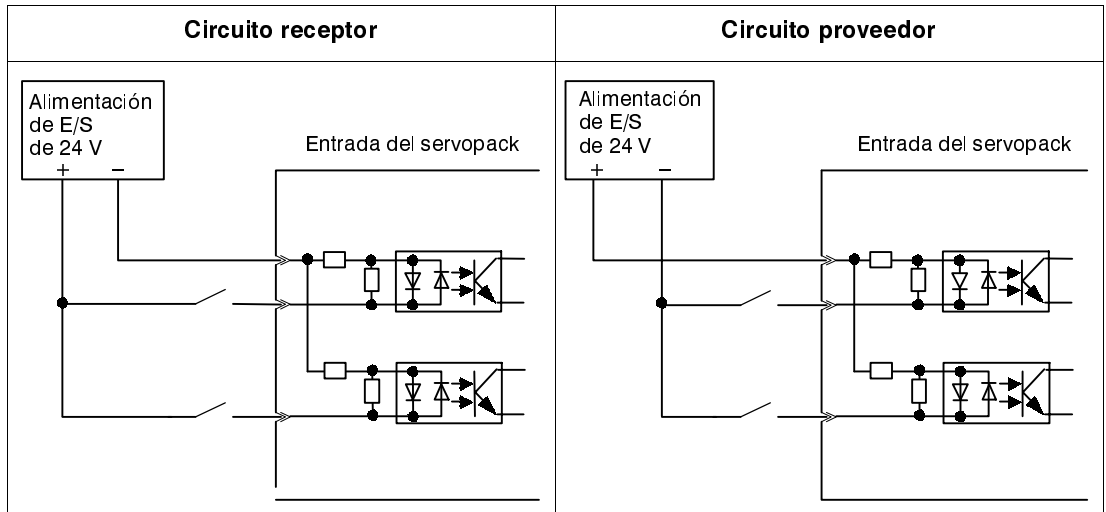 Circuito receptor
Circuito proveedor
Alimentación
de E/S
de 24 V
+ −
Entrada del servopack
Alimentación
de E/S
de 24 V
+ −
Entrada del servopack